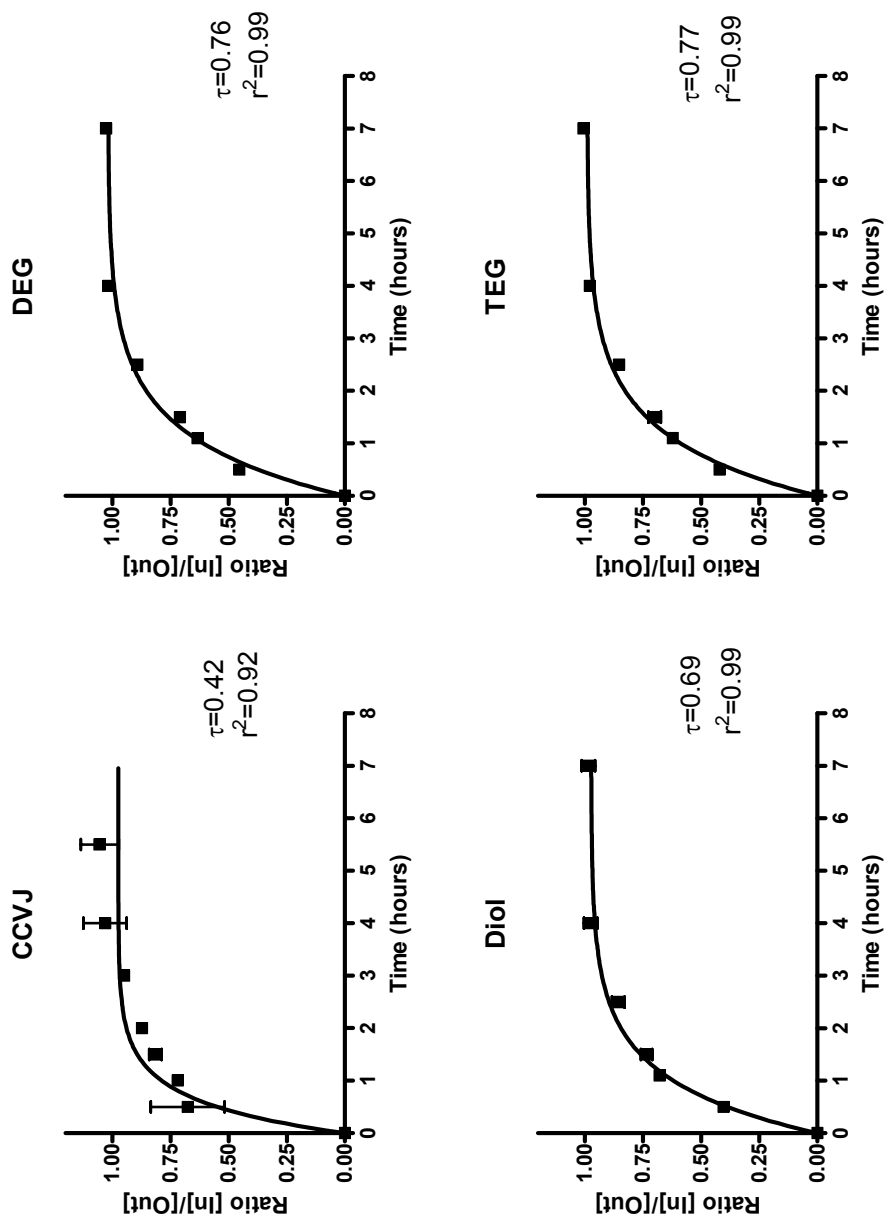 CCVJ
Ratio [In]/[Out]
1.00
0.75
0.50
0.25
0.00
0 1 2 3 4 5 6 7 8
Time (hours)
τ=0.42
r²=0.92
DEG
Ratio [In]/[Out]
1.00
0.75
0.50
0.25
0.00
0 1 2 3 4 5 6 7 8
Time (hours)
τ=0.76
r²=0.99
Diol
Ratio [In]/[Out]
1.00
0.75
0.50
0.25
0.00
0 1 2 3 4 5 6 7 8
Time (hours)
τ=0.69
r²=0.99
TEG
Ratio [In]/[Out]
1.00
0.75
0.50
0.25
0.00
0 1 2 3 4 5 6 7 8
Time (hours)
τ=0.77
r²=0.99